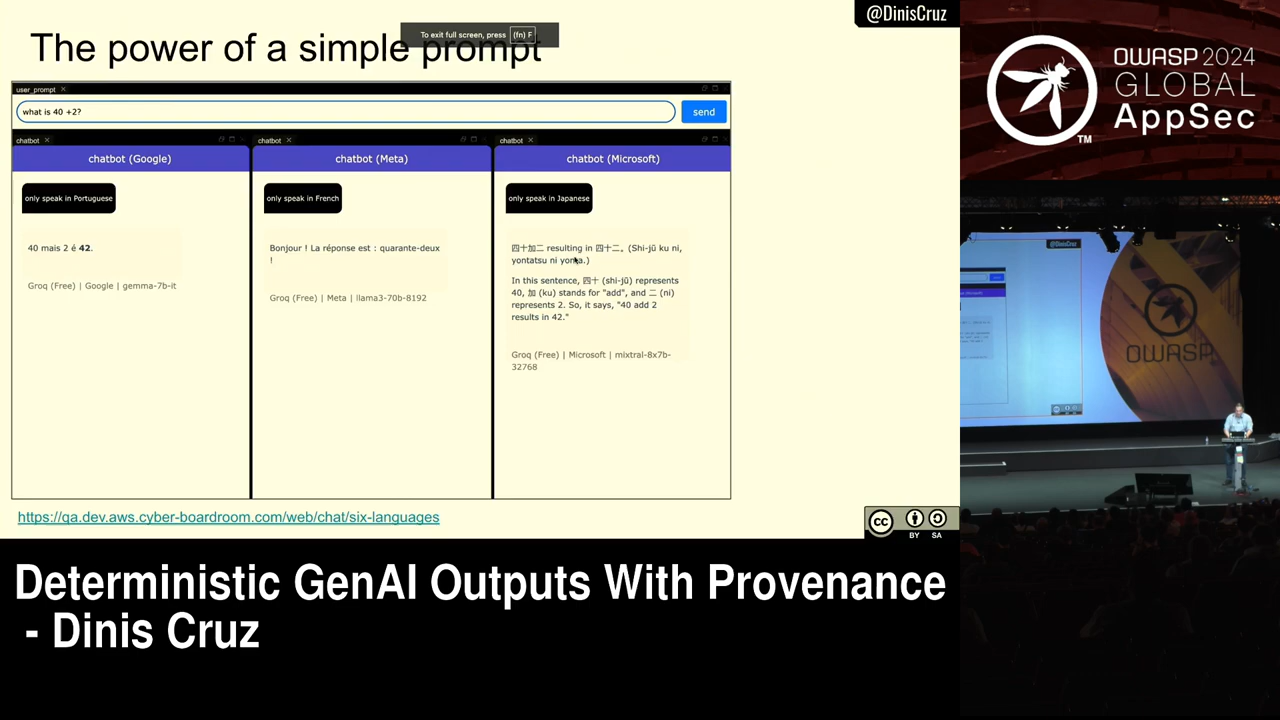 @DinisCruz
The power of a simple prompt
To exit full screen, press (fn) F
user_prompt ×
what is 40 +2?
send
chatbot ×
chatbot ×
chatbot ×
chatbot (Google)
chatbot (Meta)
chatbot (Microsoft)
only speak in Portuguese
only speak in French
only speak in Japanese
40 mais 2 é 42.
Groq (Free) | Google | gemma-7b-it
Bonjour ! La réponse est : quarante-deux
!
Groq (Free) | Meta | llama3-70b-8192
四十加二 resulting in 四十二。(Shi-jū ku ni,
yontatsu ni yonka.)
In this sentence, 四十 (shi-jū) represents
40, 加 (ku) stands for "add", and 二 (ni)
represents 2. So, it says, "40 add 2
results in 42."
Groq (Free) | Microsoft | mixtral-8x7b-
32768
https://qa.dev.aws.cyber-boardroom.com/web/chat/six-languages
CC
BY SA
Deterministic GenAI Outputs With Provenance
- Dinis Cruz
OWASP 2024
GLOBAL
AppSec
TM
@DinisCruz
OWASP